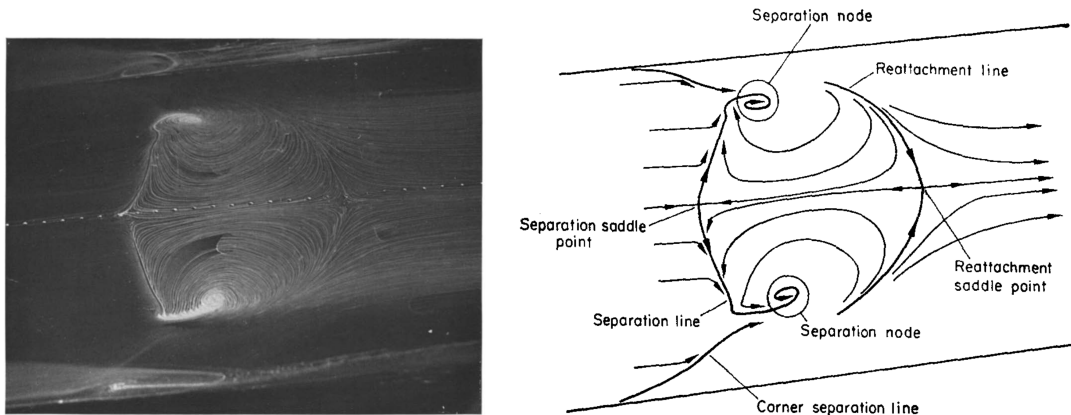 Separation node
Reattachment line
Separation saddle
point
Reattachment
saddle point
Separation line
Separation node
Corner separation line